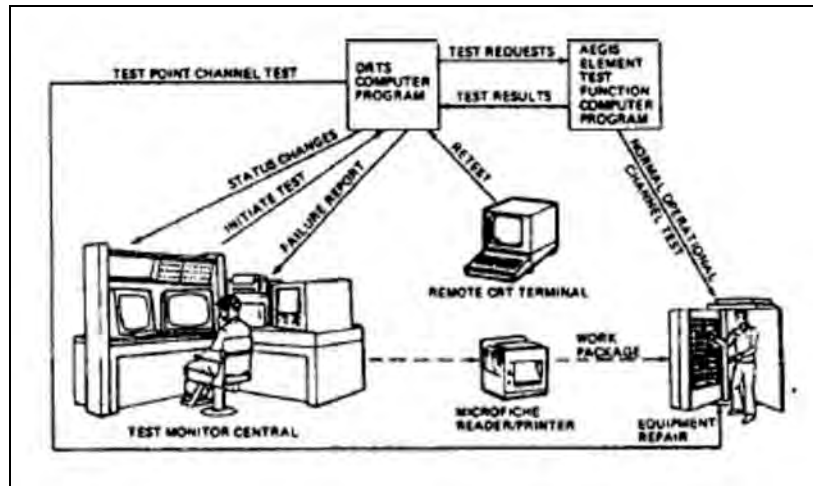 TEST POINT CHANNEL TEST
DRTS
COMPUTER
PROGRAM
TEST REQUESTS
TEST RESULTS
AEGIS
ELEMENT
TEST
FUNCTION
COMPUTER
PROGRAM
STATUS CHANGES
INITIATE TEST
FAILURE REPORT
RETEST
NORMAL OPERATIONAL
CHANNEL TEST
REMOTE CRT TERMINAL
WORK
PACKAGE
TEST MONITOR CENTRAL
MICROFICHE
READER/PRINTER
EQUIPMENT
REPAIR